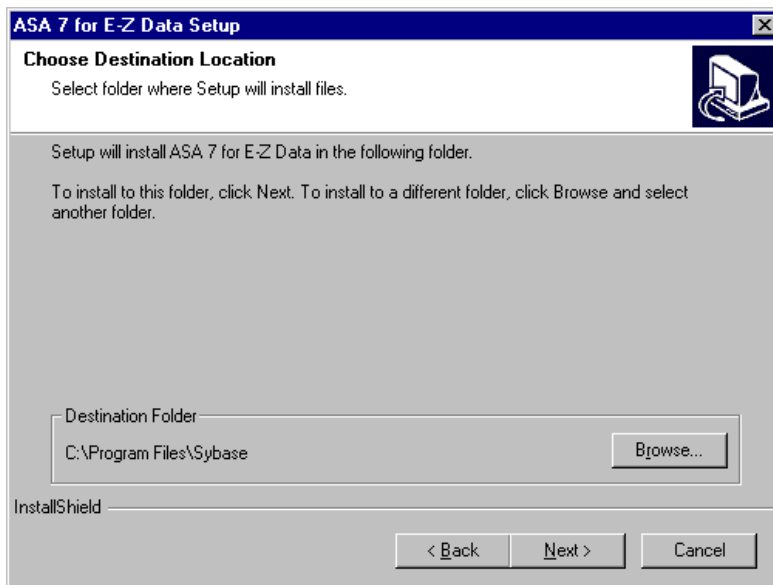 ASA 7 for E-Z Data Setup
Choose Destination Location
Select folder where Setup will install files.
Setup will install ASA 7 for E-Z Data in the following folder.
To install to this folder, click Next. To install to a different folder, click Browse and select
another folder.
Destination Folder
C:\Program Files\Sybase
Browse...
InstallShield
< Back
Next >
Cancel